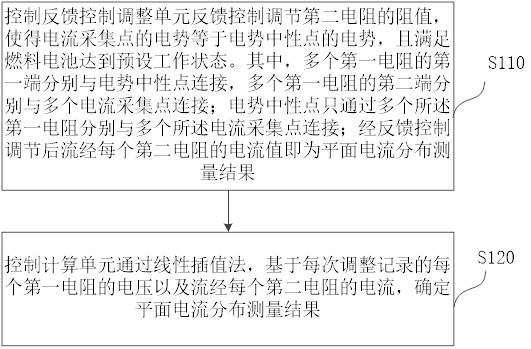 控制反馈控制调整单元反馈控制调节第二电阻的阻值，
使得电流采集点的电势等于电势中性点的电势，且满足
燃料电池达到预设工作状态。其中，多个第一电阻的第
一端分别与电势中性点连接，多个第一电阻的第二端分
别与多个电流采集点连接；电势中性点只通过多个所述
第一电阻分别与多个所述电流采集点连接；经反馈控制
调节后流经每个第二电阻的电流值即为平面电流分布测
量结果
S110
控制计算单元通过线性插值法，基于每次调整记录的每
个第一电阻的电压以及流经每个第二电阻的电流，确定
平面电流分布测量结果
S120